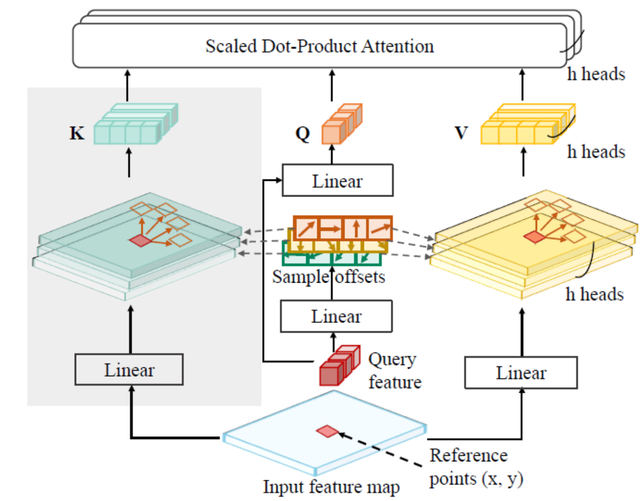 Scaled Dot-Product Attention
h heads
K
Q
V
h heads
Linear
Sample offsets
h heads
Linear
Linear
Query
feature
Linear
Reference
points (x, y)
Input feature map